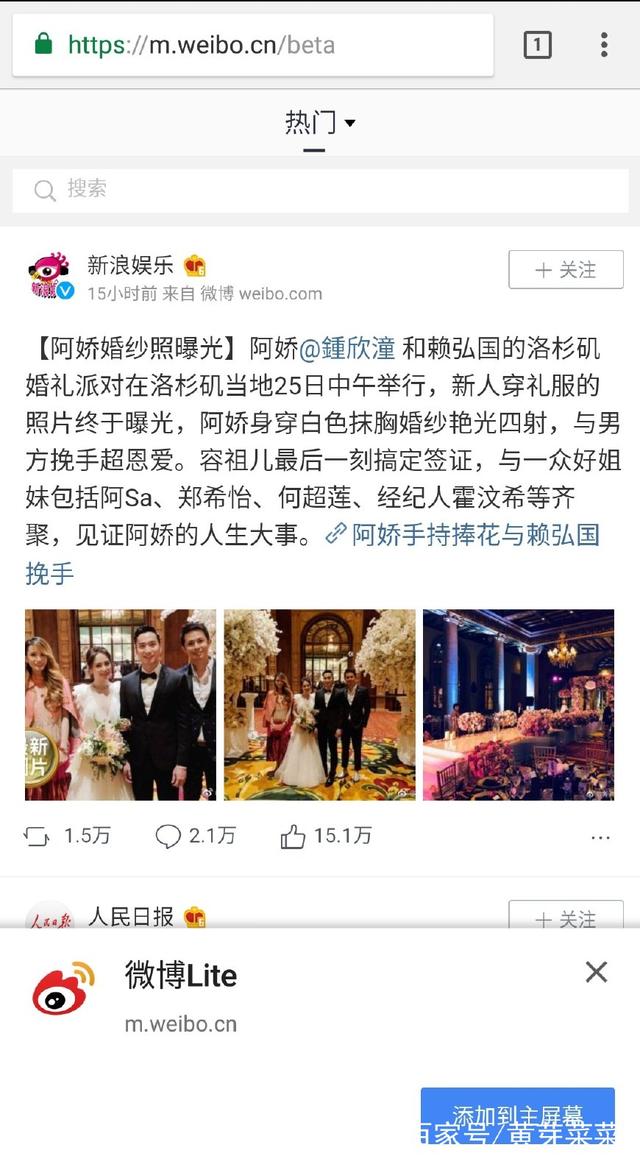 https://m.weibo.cn/beta
1
热门
搜索
新浪娱乐
15小时前 来自 微博 weibo.com
+ 关注
【阿娇婚纱照曝光】阿娇@鍾欣潼 和赖弘国的洛杉矶
婚礼派对在洛杉矶当地25日中午举行，新人穿礼服的
照片终于曝光，阿娇身穿白色抹胸婚纱艳光四射，与男
方挽手超恩爱。容祖儿最后一刻搞定签证，与一众好姐
妹包括阿Sa、郑希怡、何超莲、经纪人霍汶希等齐
聚，见证阿娇的人生大事。阿娇手持捧花与赖弘国
挽手
1.5万
2.1万
15.1万
人民日报
人民日报
+ 关注
微博Lite
m.weibo.cn
添加到主屏幕
百家号/黄芽菜菜